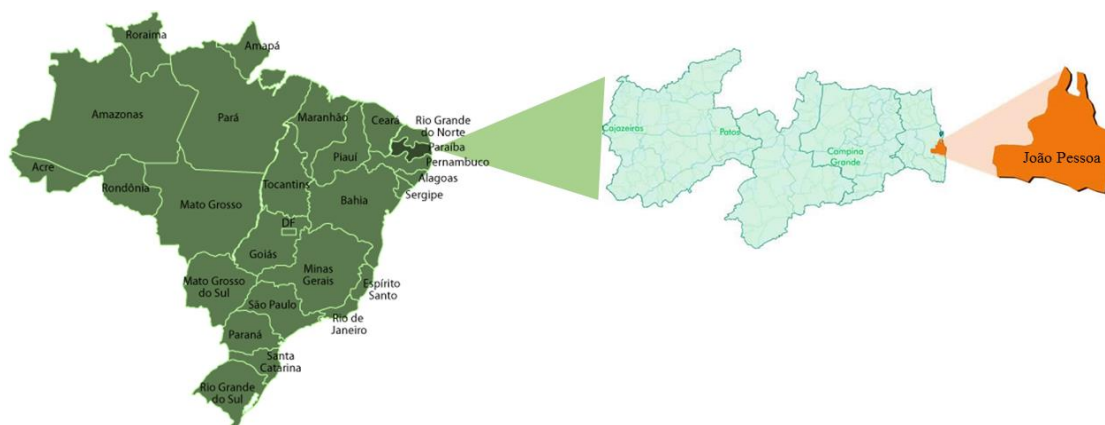 Roraima
Amapá
Amazonas
Pará
Maranhão
Ceará
Rio Grande
do Norte
Paraíba
Piauí
Pernambuco
Alagoas
Acre
Rondônia
Tocantins
Sergipe
Mato Grosso
Bahia
DF
Goiás
Minas
Gerais
Mato Grosso
do Sul
Espírito
Santo
São Paulo
Rio de
Janeiro
Paraná
Santa
Catarina
Rio Grande
do Sul
Cajazeiras
Patos
Campina
Grande
João Pessoa